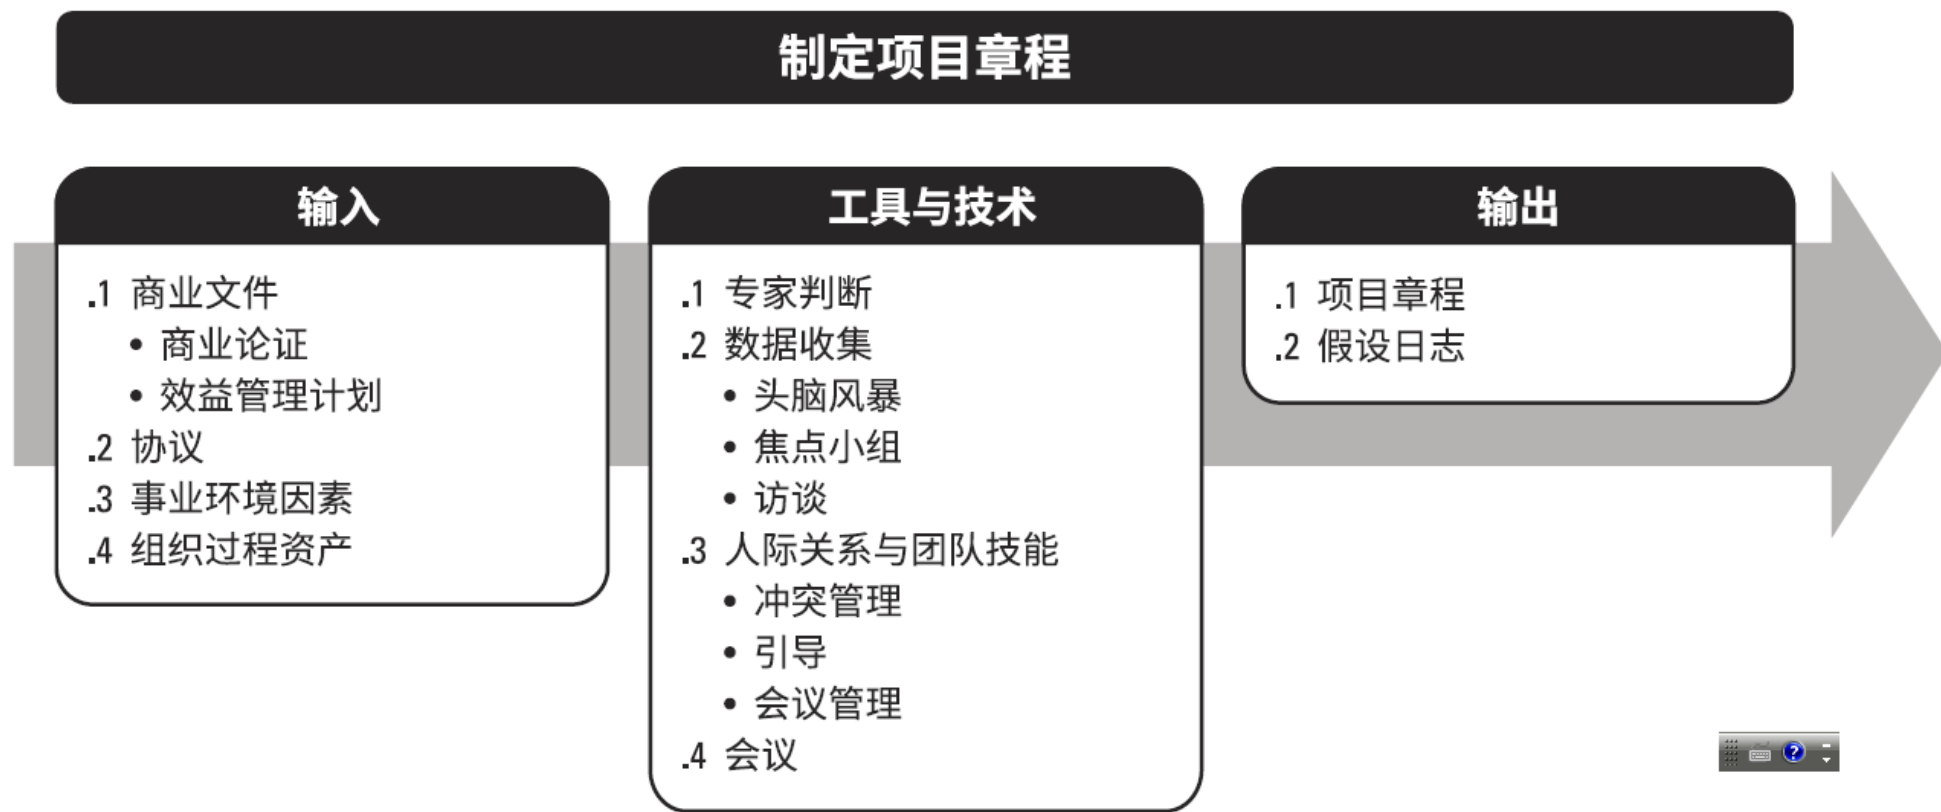 制定项目章程
输入
.1 商业文件
• 商业论证
• 效益管理计划
.2 协议
.3 事业环境因素
.4 组织过程资产
工具与技术
.1 专家判断
.2 数据收集
• 头脑风暴
• 焦点小组
• 访谈
.3 人际关系与团队技能
• 冲突管理
• 引导
• 会议管理
.4 会议
输出
.1 项目章程
.2 假设日志
?